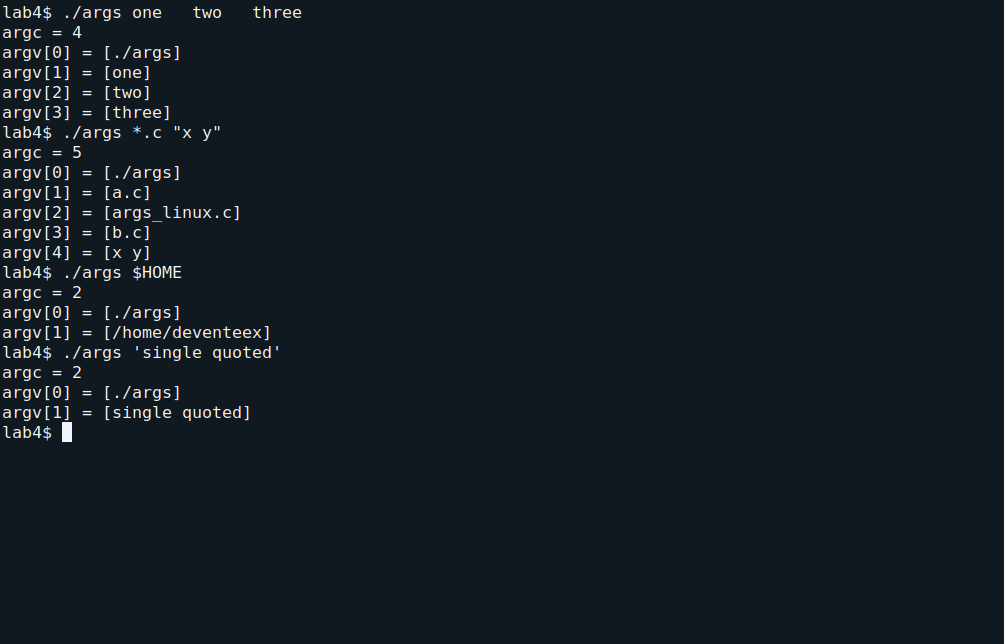 lab4$ ./args one   two   three
argc = 4
argv[0] = [./args]
argv[1] = [one]
argv[2] = [two]
argv[3] = [three]
lab4$ ./args *.c "x y"
argc = 5
argv[0] = [./args]
argv[1] = [a.c]
argv[2] = [args_linux.c]
argv[3] = [b.c]
argv[4] = [x y]
lab4$ ./args $HOME
argc = 2
argv[0] = [./args]
argv[1] = [/home/deventeex]
lab4$ ./args 'single quoted'
argc = 2
argv[0] = [./args]
argv[1] = [single quoted]
lab4$